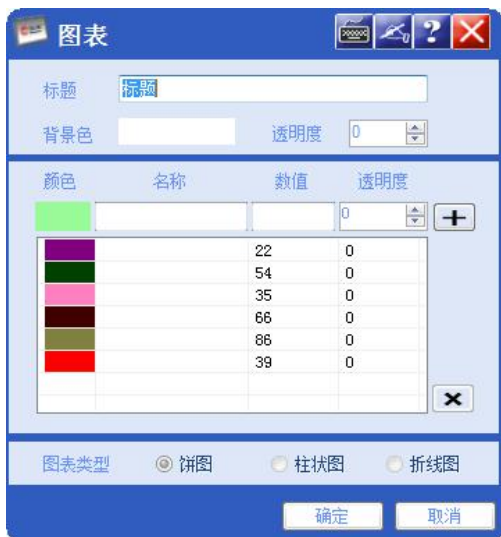 图表 ?
标题 标题
背景色 透明度 0
颜色 名称 数值 透明度
0
22 0
54 0
35 0
66 0
86 0
39 0
图表类型 饼图 柱状图 折线图
确定 取消